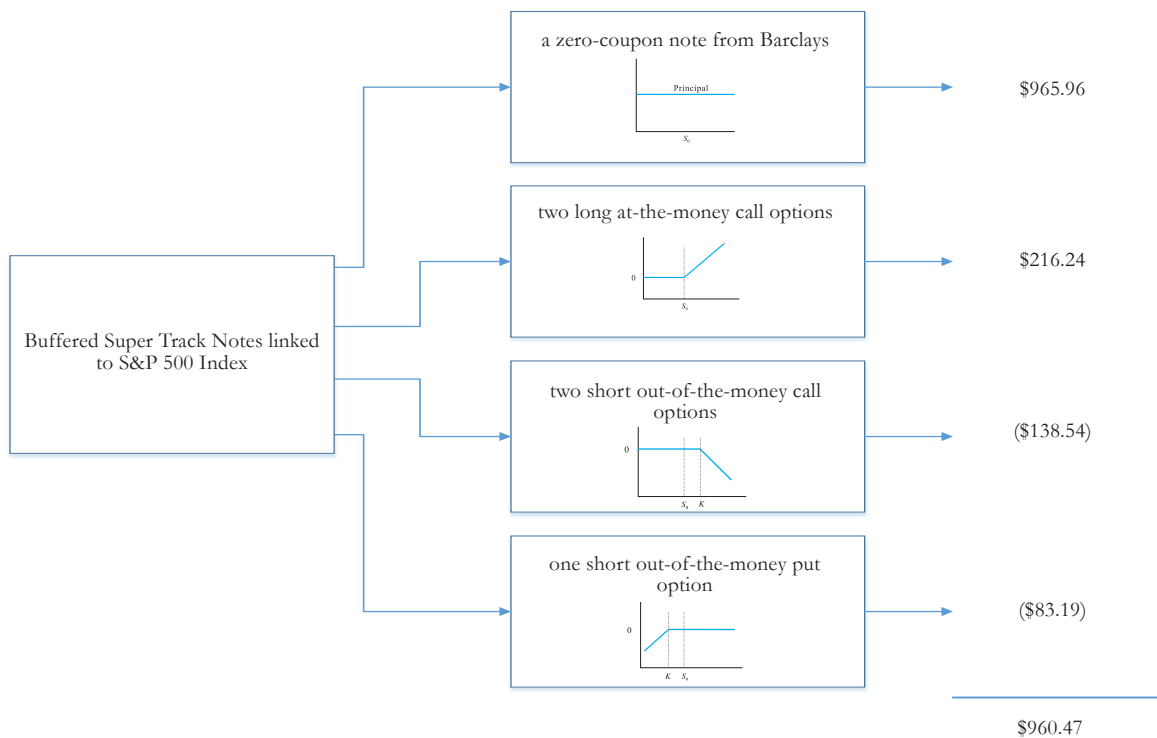 a zero-coupon note from Barclays
Principal
S0
$965.96
two long at-the-money call options
0
S0
$216.24
Buffered Super Track Notes linked
to S&P 500 Index
two short out-of-the-money call
options
0
S0 K
($138.54)
one short out-of-the-money put
option
0
K S0
($83.19)
$960.47